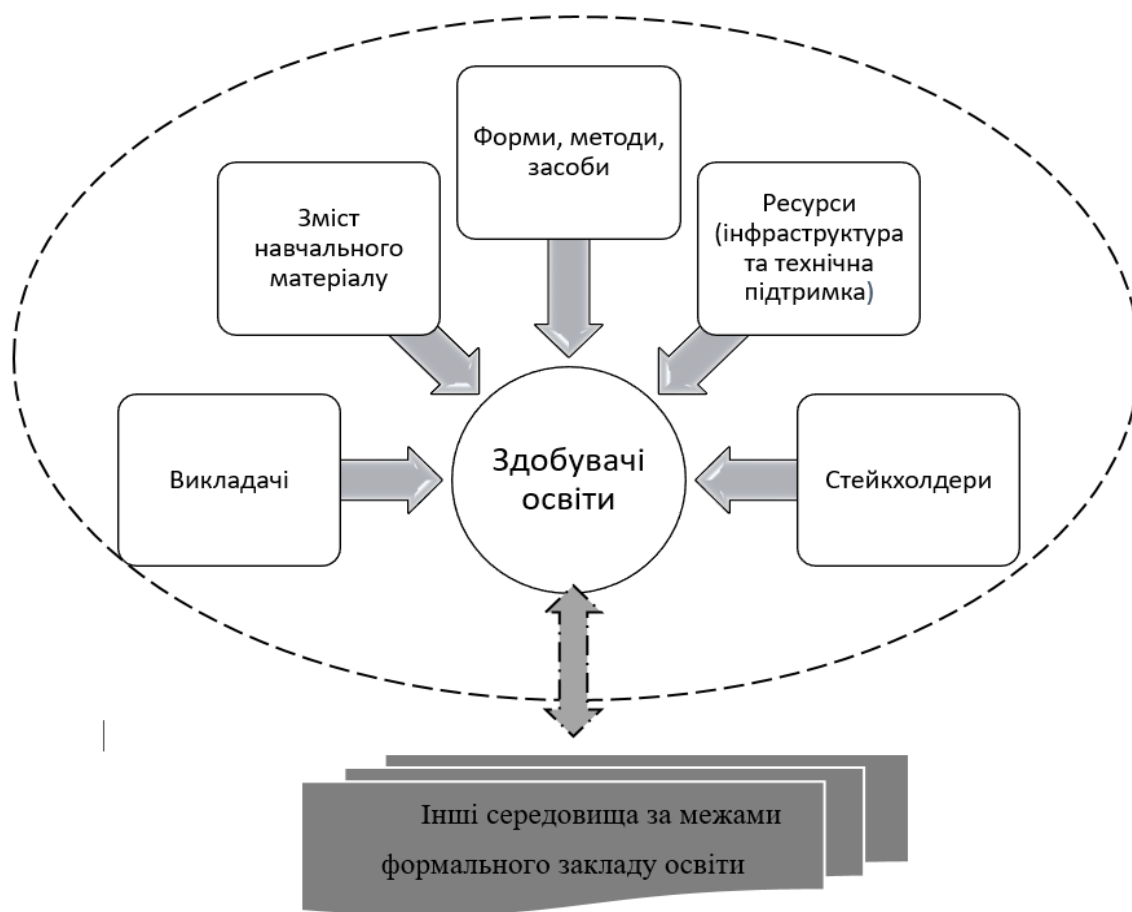 Форми, методи,
засоби
Зміст
навчального
матеріалу
Ресурси
(інфраструктура
та технічна
підтримка)
Викладачі
Здобувачі
освіти
Стейкхолдери
Інші середовища за межами
формального закладу освіти